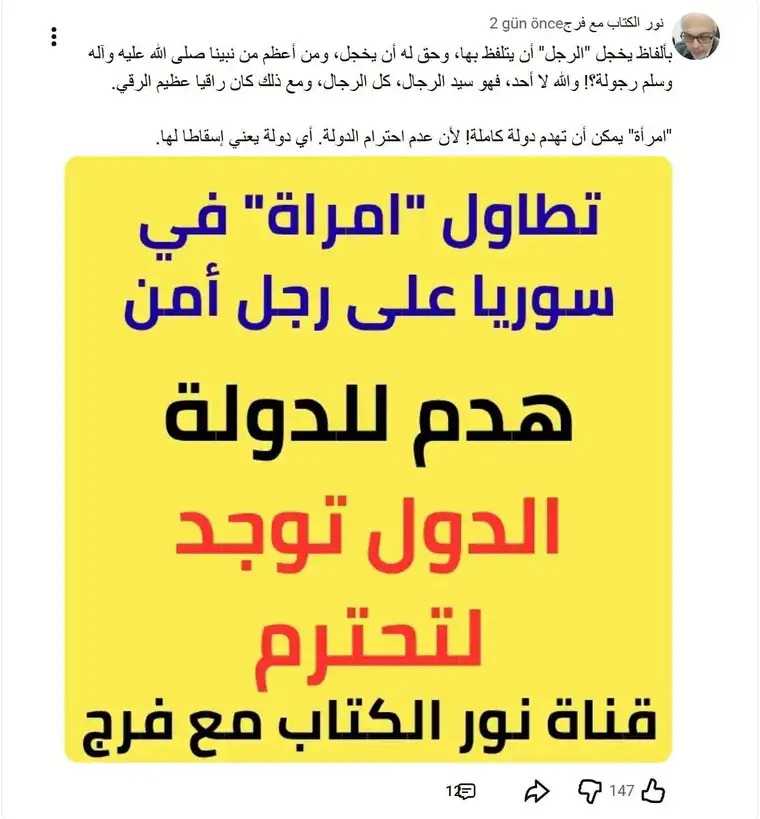 نور الكتاب مع فرج 2 gün önce
بألفاظ يخجل "الرجل" أن يتلفظ بها، وحق له أن يخجل، ومن أعظم من نبينا صلى الله عليه وآله
وسلم رجولة؟! والله لا أحد، فهو سيد الرجال، كل الرجال، ومع ذلك كان راقيا عظيم الرقي.
"امرأة" يمكن أن تهدم دولة كاملة! لأن عدم احترام الدولة. أي دولة يعني إسقاطا لها.
تطاول "امراة" في
سوريا على رجل أمن
هدم للدولة
الدول توجد
لتحترم
قناة نور الكتاب مع فرج
147
12